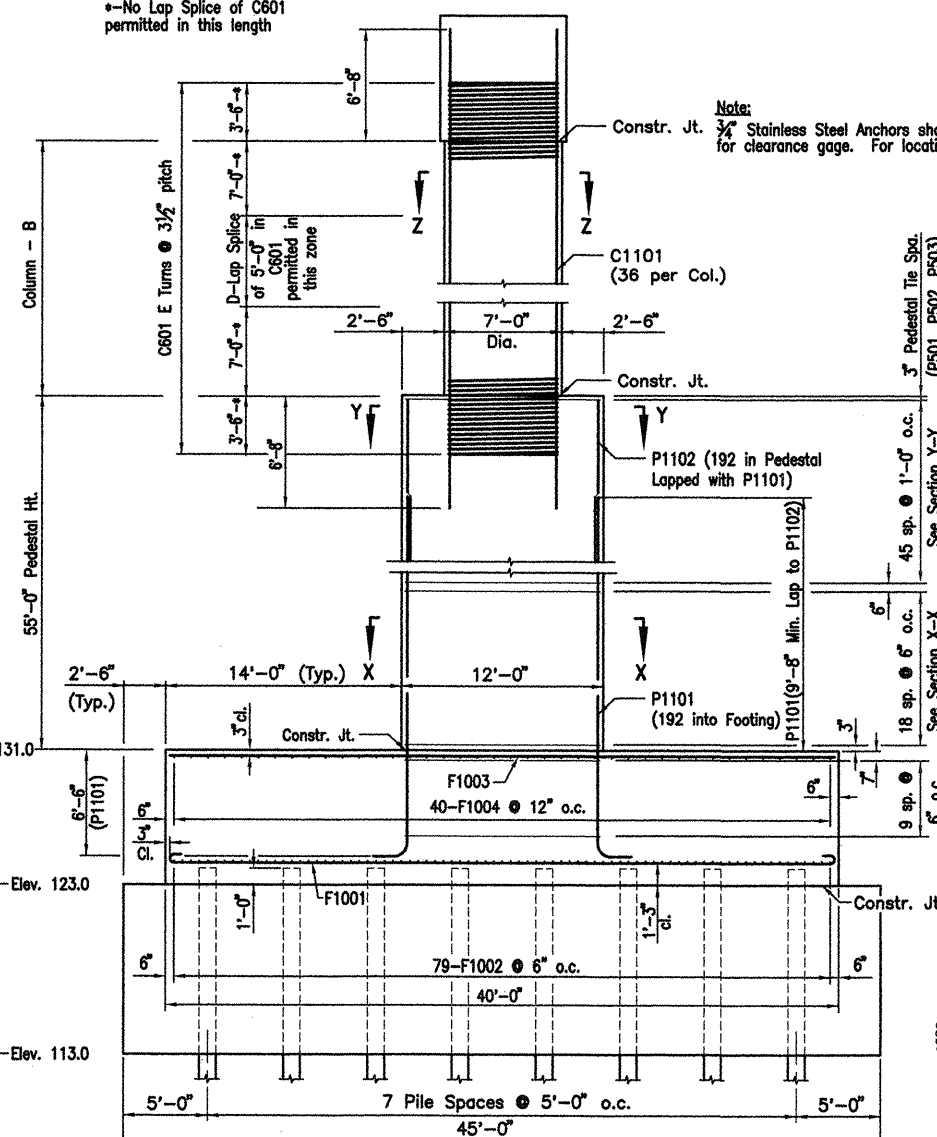 *-No Lap Splice of C601
permitted in this length
6'-8"
3'-6"-*
Constr. Jt.
Note:
3/4" Stainless Steel Anchors sho
for clearance gage. For locati
Column - B
C601 E Turns @ 3½" pitch
7'-0"-*
D-Lap Splice
of 5'-0" in
C601
permitted in
this zone
7'-0"-*
3'-6"-*
Z
Z
C1101
(36 per Col.)
2'-6"
7'-0"
Dia.
2'-6"
3" Pedestal Tie Spa.
(P501, P502, P503)
Constr. Jt.
Y
Y
6'-8"
P1102 (192 in Pedestal
Lapped with P1101)
55'-0" Pedestal Ht.
P1101(9'-8" Min. Lap to P1102)
45 sp. @ 1'-0" o.c.
See Section Y-Y
6"
18 sp. @ 6" o.c.
See Section X-X
X
X
2'-6"
(Typ.)
14'-0" (Typ.)
12'-0"
P1101
(192 into Footing)
3" cl.
Constr. Jt.
131.0
3"
7"
9 sp. @
6" o.c.
6'-6"
(P1101)
F1003
6"
40-F1004 @ 12" o.c.
6"
3"
Cl.
Elev. 123.0
1'-0"
F1001
1'-3"
cl.
Constr. Jt
6"
79-F1002 @ 6" o.c.
6"
40'-0"
Elev. 113.0
5'-0"
7 Pile Spaces @ 5'-0" o.c.
5'-0"
45'-0"